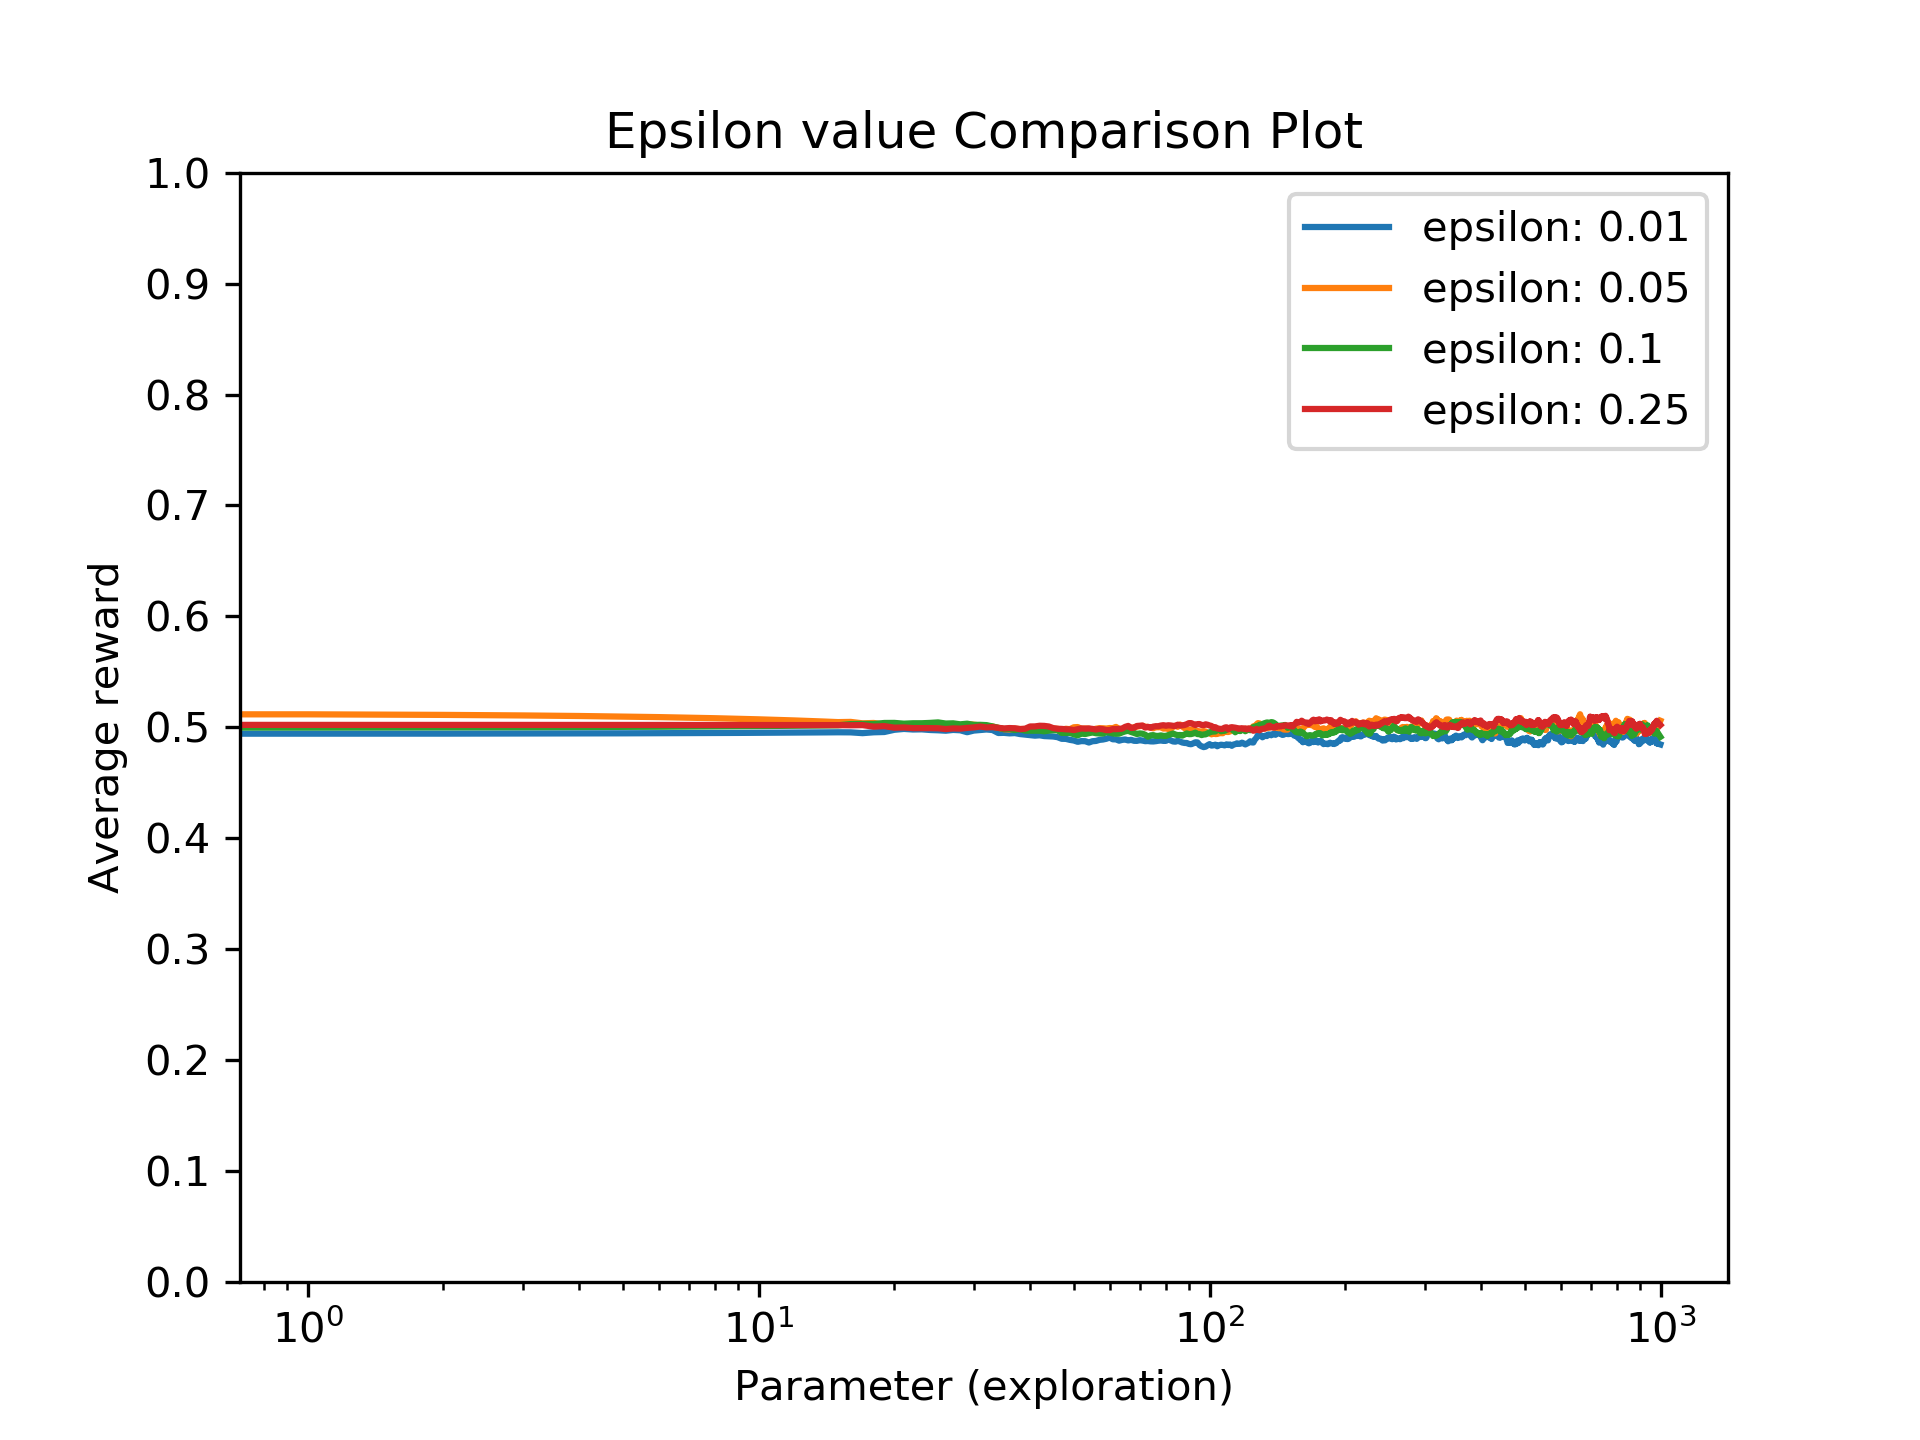 Epsilon value Comparison Plot
1.0
0.9
0.8
0.7
0.6
0.5
0.4
0.3
0.2
0.1
0.0
Average reward
epsilon: 0.01
epsilon: 0.05
epsilon: 0.1
epsilon: 0.25
10⁰ 10¹ 10² 10³
Parameter (exploration)